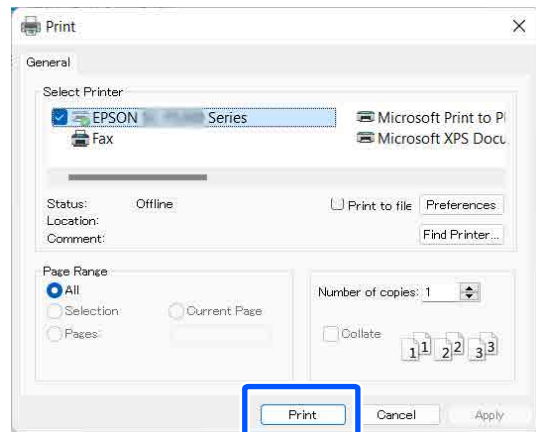 Print
General
Select Printer
EPSON Series
Microsoft Print to P
Fax
Microsoft XPS Docu
Status: Offline
Print to file
Preferences
Location:
Comment:
Find Printer...
Page Range
All
Selection
Current Page
Pages:
Number of copies: 1
Collate
1 1 2 2 3 3
Print
Cancel
Apply